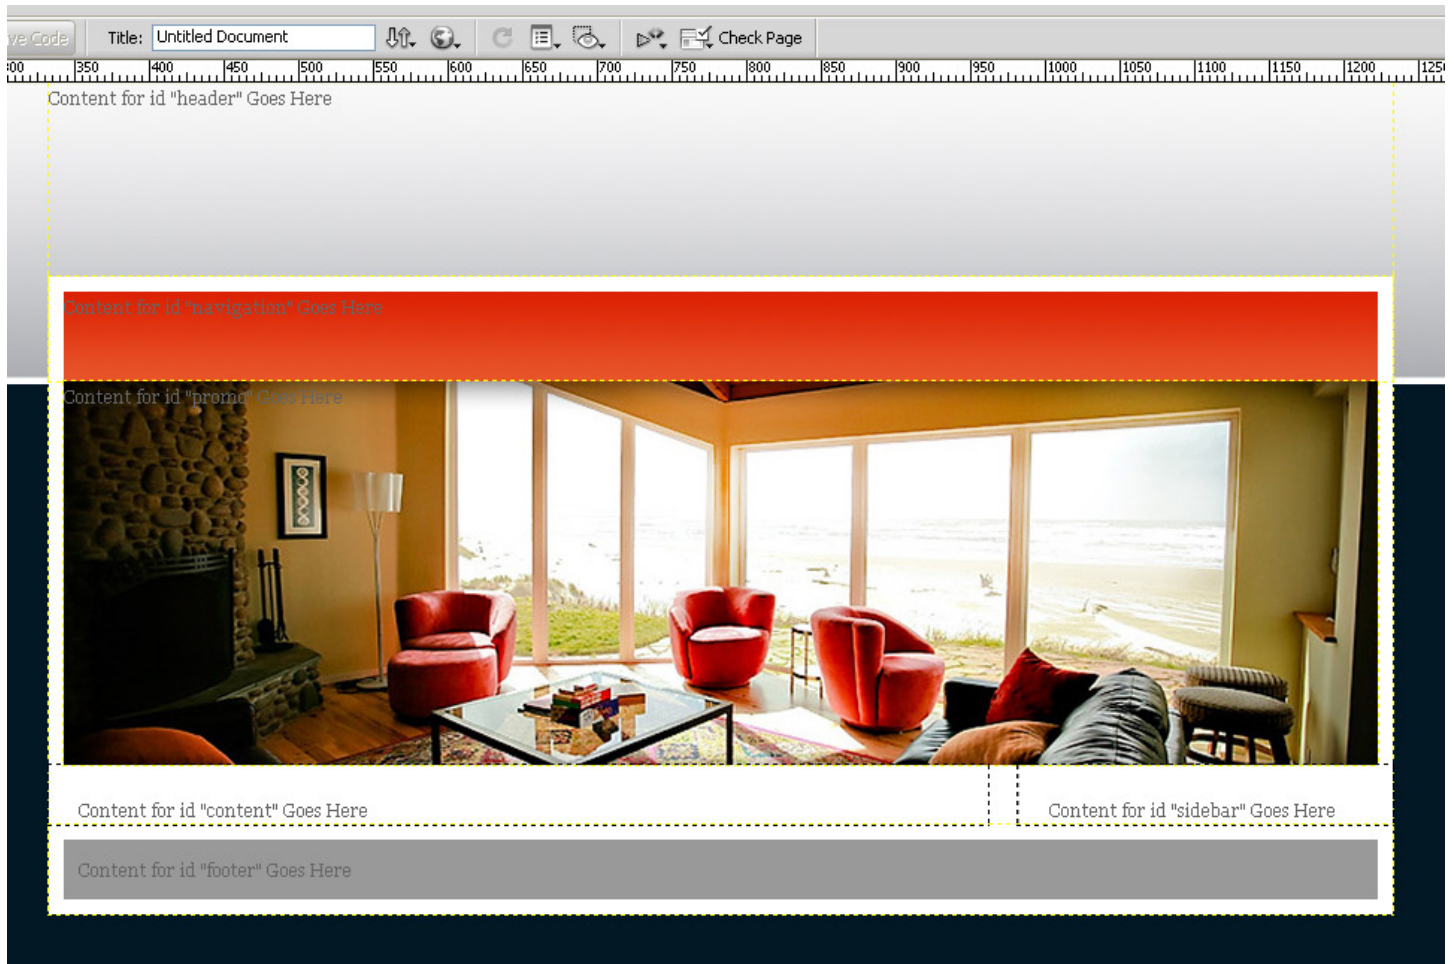 ive Code Title: Untitled Document Check Page
300 350 400 450 500 550 600 650 700 750 800 850 900 950 1000 1050 1100 1150 1200 1250
Content for id "header" Goes Here
Content for id "navigation" Goes Here
Content for id "promo" Goes Here
Content for id "content" Goes Here
Content for id "sidebar" Goes Here
Content for id "footer" Goes Here